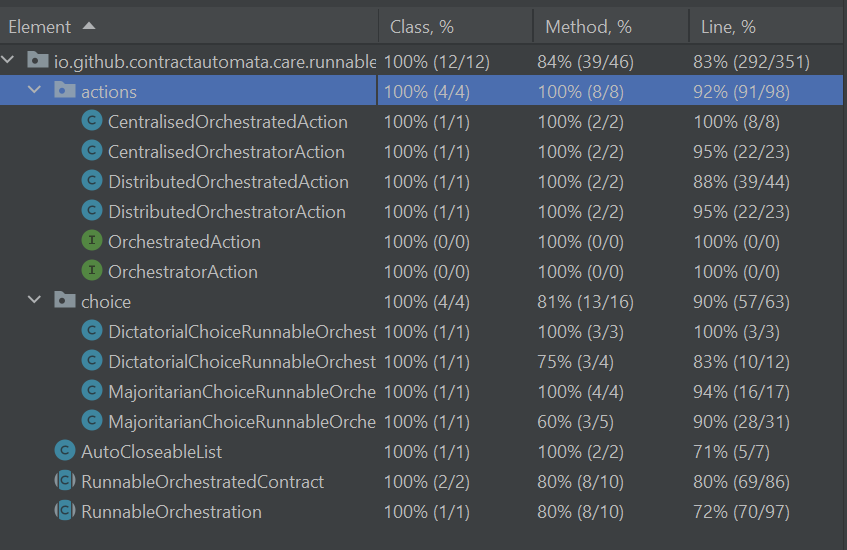 Element Class, % Method, % Line, %
io.github.contractautomata.care.runnable 100% (12/12) 84% (39/46) 83% (292/351)
actions 100% (4/4) 100% (8/8) 92% (91/98)
C CentralisedOrchestratedAction 100% (1/1) 100% (2/2) 100% (8/8)
C CentralisedOrchestratorAction 100% (1/1) 100% (2/2) 95% (22/23)
C DistributedOrchestratedAction 100% (1/1) 100% (2/2) 88% (39/44)
C DistributedOrchestratorAction 100% (1/1) 100% (2/2) 95% (22/23)
I OrchestratedAction 100% (0/0) 100% (0/0) 100% (0/0)
I OrchestratorAction 100% (0/0) 100% (0/0) 100% (0/0)
choice 100% (4/4) 81% (13/16) 90% (57/63)
C DictatorialChoiceRunnableOrchest 100% (1/1) 100% (3/3) 100% (3/3)
C DictatorialChoiceRunnableOrchest 100% (1/1) 75% (3/4) 83% (10/12)
C MajoritarianChoiceRunnableOrche 100% (1/1) 100% (4/4) 94% (16/17)
C MajoritarianChoiceRunnableOrche 100% (1/1) 60% (3/5) 90% (28/31)
C AutoCloseableList 100% (1/1) 100% (2/2) 71% (5/7)
C RunnableOrchestratedContract 100% (2/2) 80% (8/10) 80% (69/86)
C RunnableOrchestration 100% (1/1) 80% (8/10) 72% (70/97)